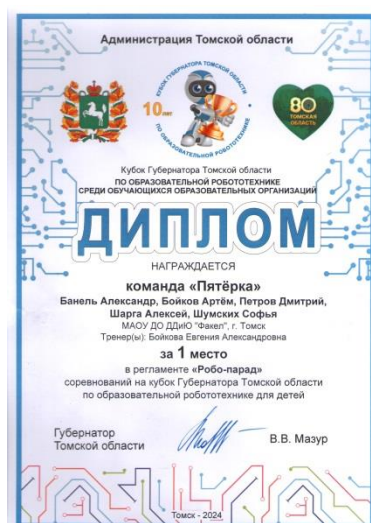 Администрация Томской области
КУБОК ГУБЕРНАТОРА ТОМСКОЙ ОБЛАСТИ
10 лет
ПО ОБРАЗОВАТЕЛЬНОЙ РОБОТОТЕХНИКЕ
80
ТОМСКАЯ
ОБЛАСТЬ
Кубок Губернатора Томской области
ПО ОБРАЗОВАТЕЛЬНОЙ РОБОТОТЕХНИКЕ
СРЕДИ ОБУЧАЮЩИХСЯ ОБРАЗОВАТЕЛЬНЫХ ОРГАНИЗАЦИЙ
ДИПЛОМ
НАГРАЖДАЕТСЯ
команда «Пятёрка»
Банель Александр, Бойков Артём, Петров Дмитрий,
Шарга Алексей, Шумских Софья
МАОУ ДО ДДиЮ "Факел", г. Томск
Тренер(ы): Бойкова Евгения Александровна
за 1 место
в регламенте «Робо-парад»
соревнований на кубок Губернатора Томской области
по образовательной робототехнике для детей
Губернатор
Томской области
В.В. Мазур
Томск - 2024